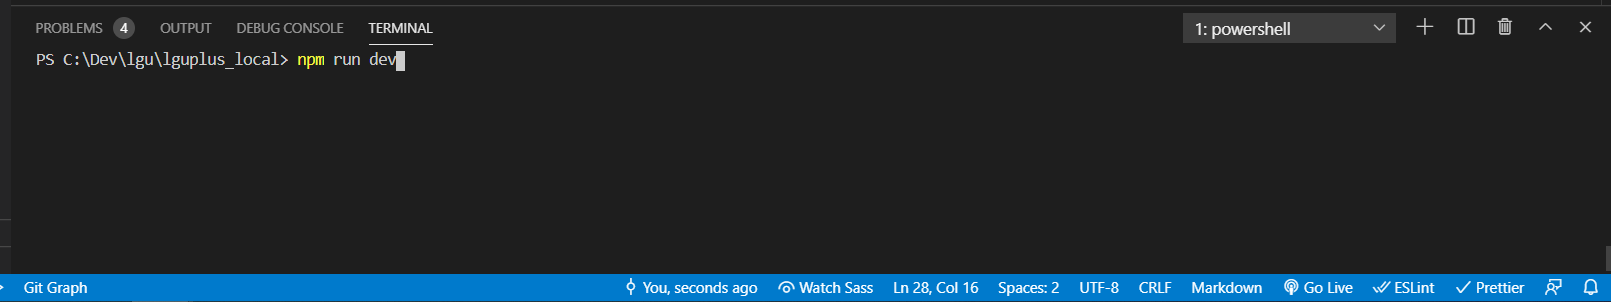 PROBLEMS 4 OUTPUT DEBUG CONSOLE TERMINAL 1: powershell
PS C:\Dev\lgu\lguplus_local> npm run dev
Git Graph You, seconds ago Watch Sass Ln 28, Col 16 Spaces: 2 UTF-8 CRLF Markdown Go Live ESLint Prettier